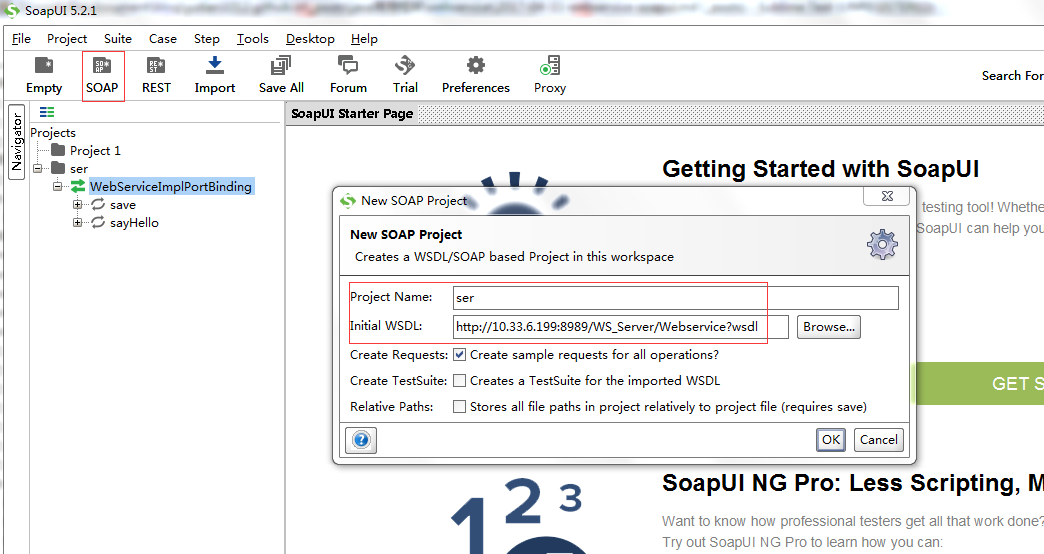 SoapUI 5.2.1
File Project Suite Case Step Tools Desktop Help
SO AP
RE ST
Empty SOAP REST Import Save All Forum Trial Preferences Proxy
Search For
Navigator
SoapUI Starter Page
Projects
Project 1
ser
WebServiceImplPortBinding
save
sayHello
Getting Started with SoapUI
testing tool! Whethe
SoapUI can help you
New SOAP Project
New SOAP Project
Creates a WSDL/SOAP based Project in this workspace
Project Name: ser
Initial WSDL: http://10.33.6.199:8989/WS_Server/Webservice?wsdl Browse...
Create Requests: Create sample requests for all operations?
Create TestSuite: Creates a TestSuite for the imported WSDL
Relative Paths: Stores all file paths in project relatively to project file (requires save)
? OK Cancel
GET S
1 2 3
SoapUI NG Pro: Less Scripting, M
Want to know how professional testers get all that work done?
Try out SoapUI NG Pro to learn how you can: